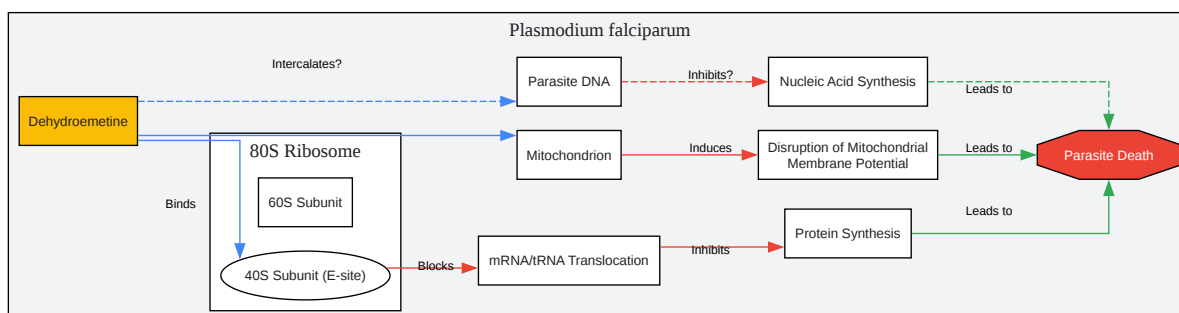 Plasmodium falciparum
Intercalates?
Parasite DNA
Inhibits?
Nucleic Acid Synthesis
Leads to
Dehydroemetine
80S Ribosome
Mitochondrion
Induces
Disruption of Mitochondrial
Membrane Potential
Leads to
Parasite Death
Binds
60S Subunit
Protein Synthesis
Leads to
40S Subunit (E-site)
Blocks
mRNA/tRNA Translocation
Inhibits